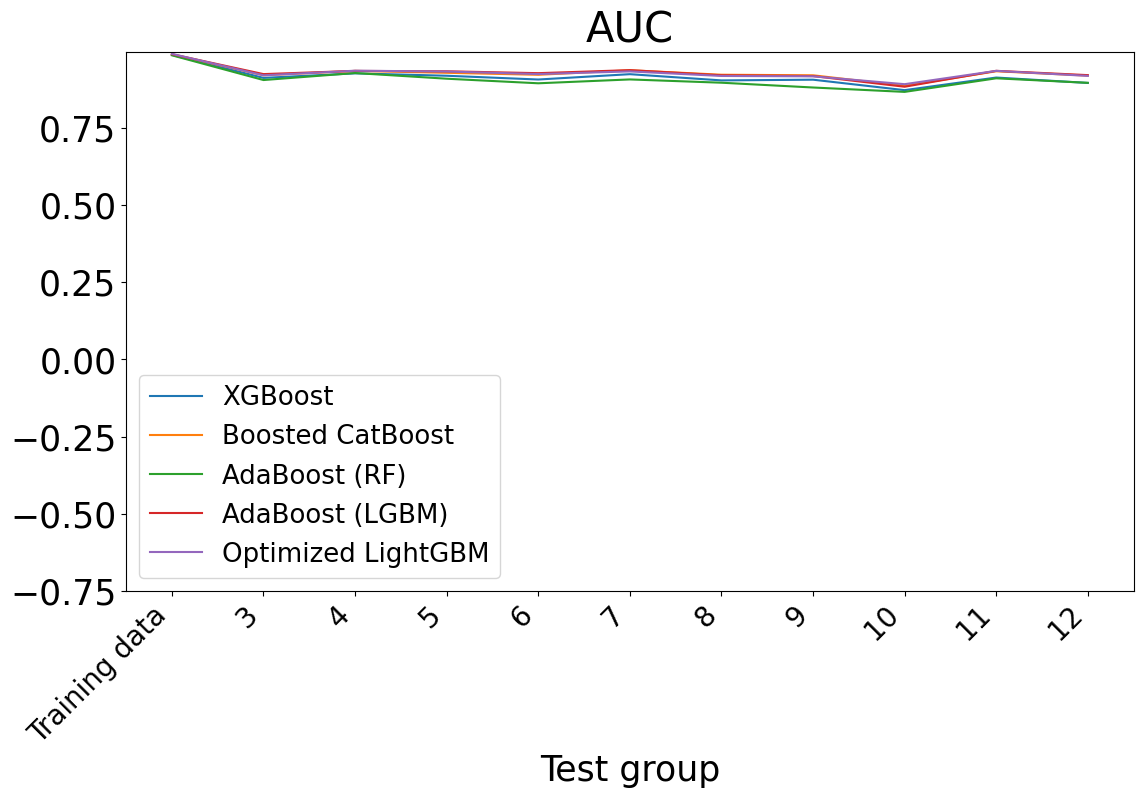 AUC
0.75
0.50
0.25
0.00
−0.25
−0.50
−0.75
XGBoost
Boosted CatBoost
AdaBoost (RF)
AdaBoost (LGBM)
Optimized LightGBM
Training data
3
4
5
6
7
8
9
10
11
12
Test group